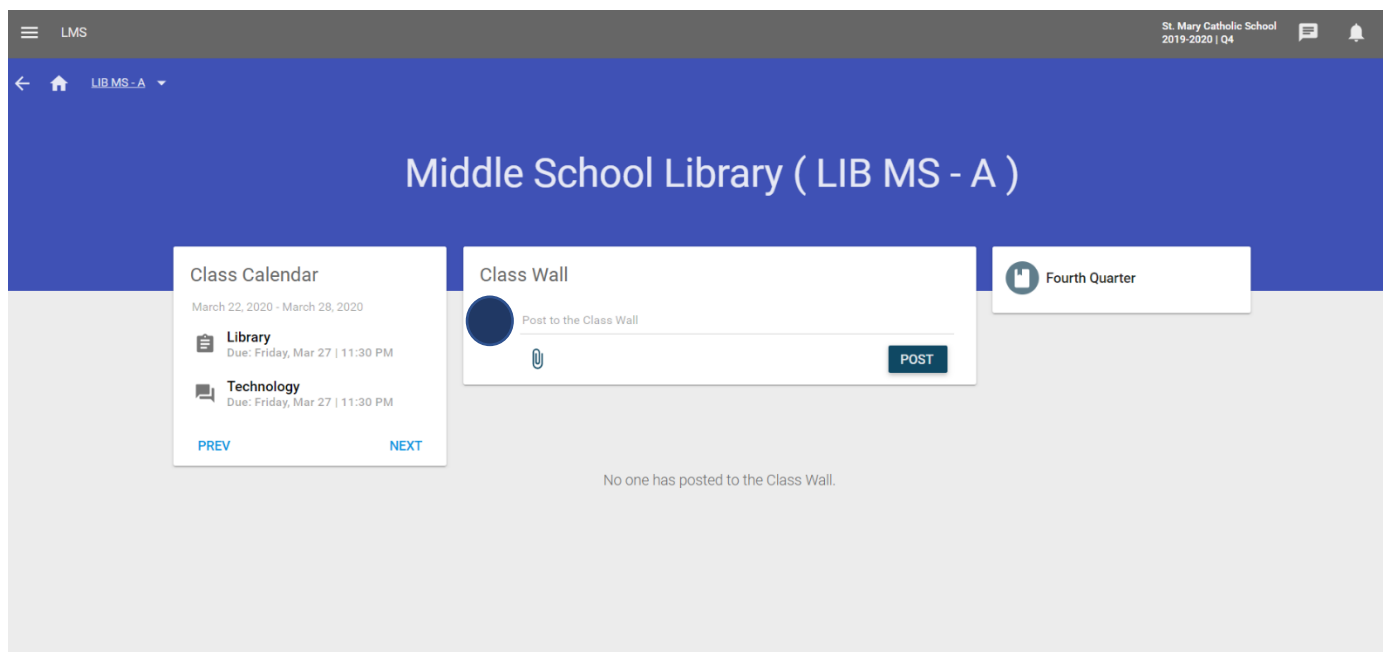 LMS
St. Mary Catholic School
2019-2020 | Q4
LIB MS - A
Middle School Library ( LIB MS - A )
Class Calendar
March 22, 2020 - March 28, 2020
Library
Due: Friday, Mar 27 | 11:30 PM
Technology
Due: Friday, Mar 27 | 11:30 PM
PREV NEXT
Class Wall
Post to the Class Wall
POST
No one has posted to the Class Wall.
Fourth Quarter